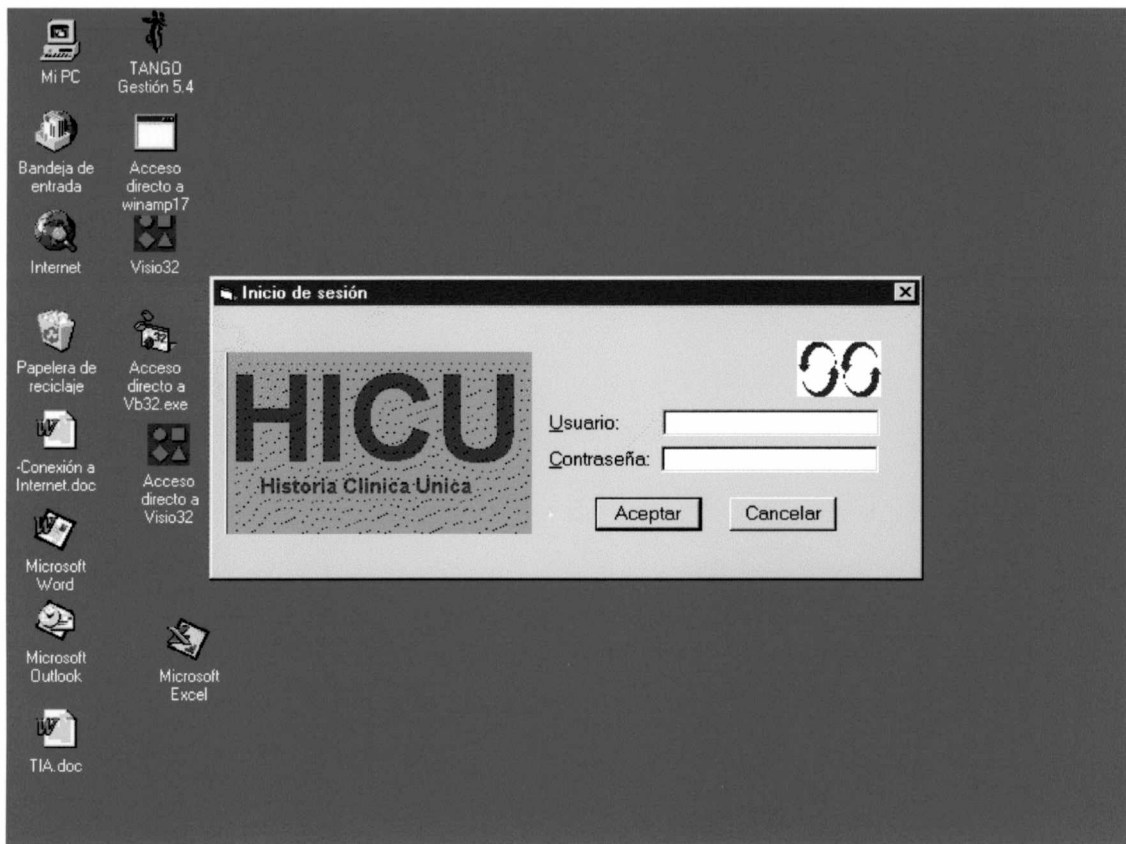 Mi PC
TANGO
Gestión 5.4
Bandeja de
entrada
Acceso
directo a
winamp17
Internet
Visio32
Papelera de
reciclaje
Acceso
directo a
Vb32.exe
-Conexión a
Internet.doc
Acceso
directo a
Visio32
Microsoft
Word
Microsoft
Outlook
Microsoft
Excel
TIA.doc
Inicio de sesión
HICU
Historia Clinica Unica
Usuario:
Contraseña:
Aceptar
Cancelar